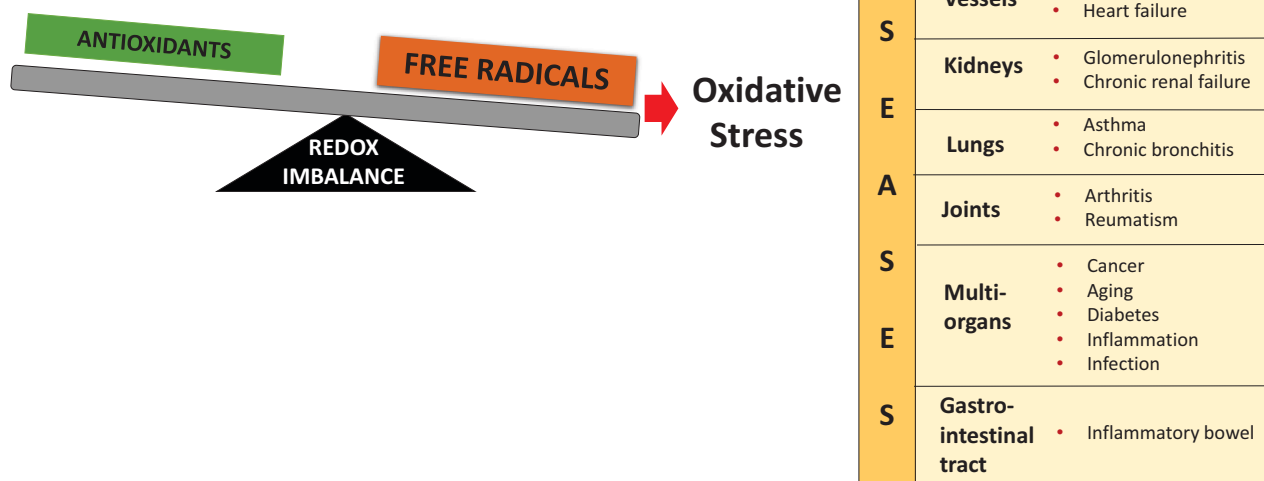 ANTIOXIDANTS
FREE RADICALS
Oxidative
Stress
REDOX
IMBALANCE
S
E
A
S
E
S
Heart failure
Kidneys
Glomerulonephritis
Chronic renal failure
Lungs
Asthma
Chronic bronchitis
Joints
Arthritis
Reumatism
Multi-
organs
Cancer
Aging
Diabetes
Inflammation
Infection
Gastro-
intestinal
tract
Inflammatory bowel